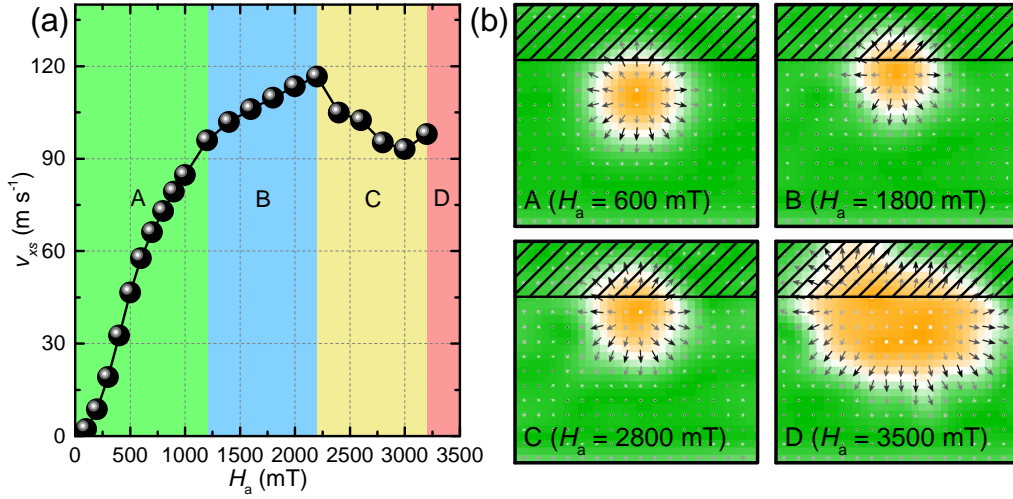 (a)
120
90
60
30
0
v_xs (m s⁻¹)
A
B
C
D
0 500 1000 1500 2000 2500 3000 3500
H_a (mT)
(b)
A (H_a = 600 mT)
B (H_a = 1800 mT)
C (H_a = 2800 mT)
D (H_a = 3500 mT)